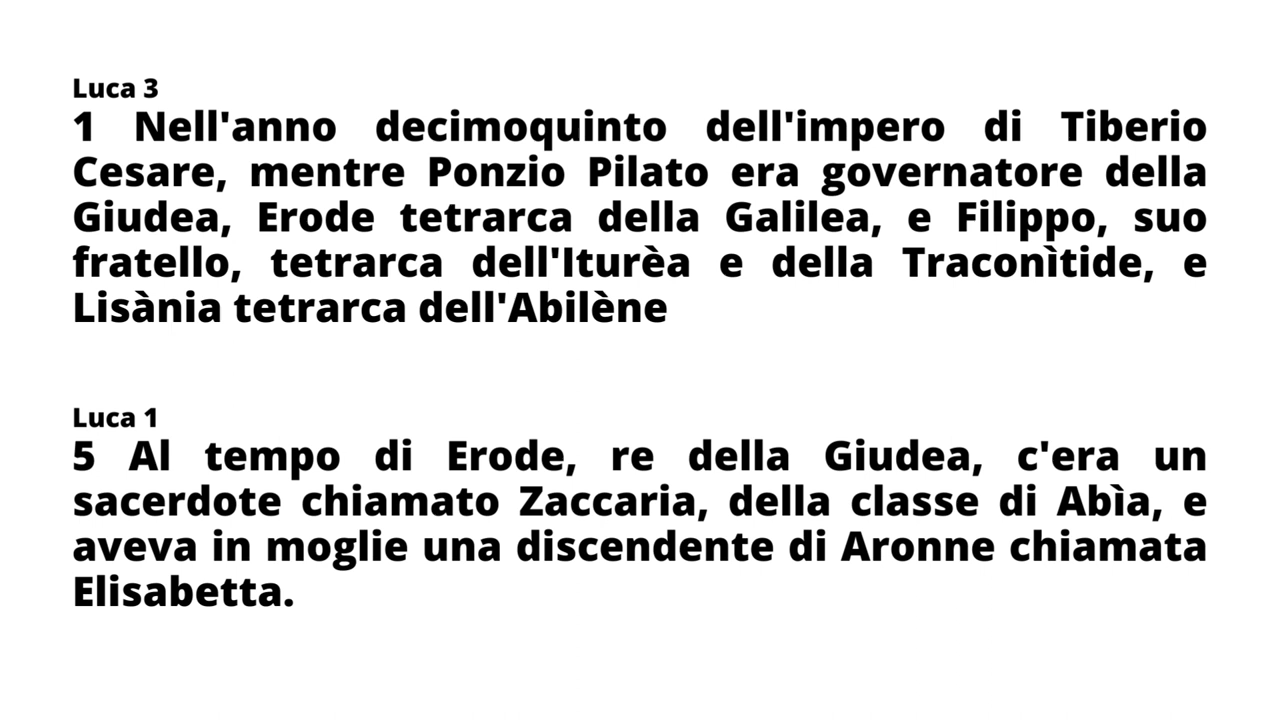 Luca 3
1 Nell'anno decimoquinto dell'impero di Tiberio
Cesare, mentre Ponzio Pilato era governatore della
Giudea, Erode tetrarca della Galilea, e Filippo, suo
fratello, tetrarca dell'Iturèa e della Traconìtide, e
Lisània tetrarca dell'Abilène
Luca 1
5 Al tempo di Erode, re della Giudea, c'era un
sacerdote chiamato Zaccaria, della classe di Abìa, e
aveva in moglie una discendente di Aronne chiamata
Elisabetta.